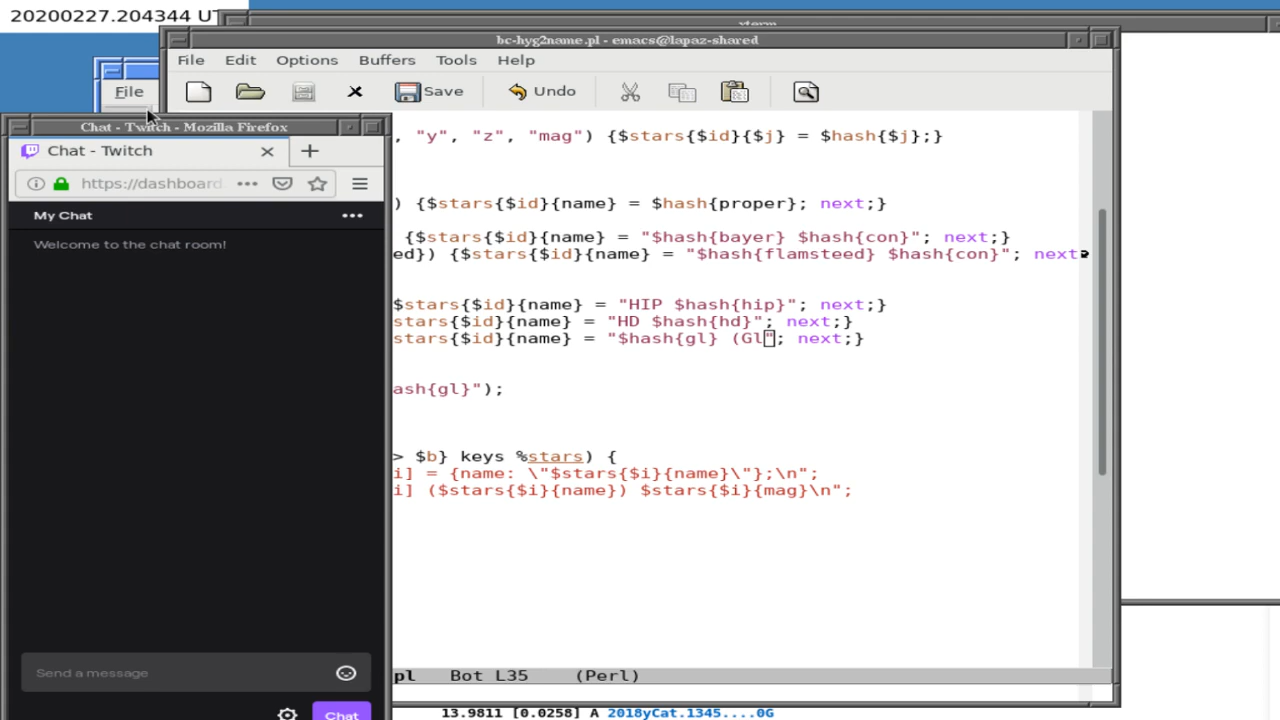 20200227.204344 UT
xterm
bc-hyg2name.pl - emacs@lapaz-shared
File Edit Options Buffers Tools Help
File
Save Undo
Chat - Twitch - Mozilla Firefox
Chat - Twitch
https://dashboard.
My Chat
Welcome to the chat room!
Send a message
Chat
, "y", "z", "mag") {$stars{$id}{$j} = $hash{$j};}
) {$stars{$id}{name} = $hash{proper}; next;}
{$stars{$id}{name} = "$hash{bayer} $hash{con}"; next;}
ed}) {$stars{$id}{name} = "$hash{flamsteed} $hash{con}"; next
$stars{$id}{name} = "HIP $hash{hip}"; next;}
stars{$id}{name} = "HD $hash{hd}"; next;}
stars{$id}{name} = "$hash{gl} (Gl"; next;}
ash{gl}");
> $b} keys %stars) {
i] = {name: \"$stars{$i}{name}\"};\n";
i] ($stars{$i}{name}) $stars{$i}{mag}\n";
pl Bot L35 (Perl)
13.9811 [0.0258] A 2018yCat.1345....0G